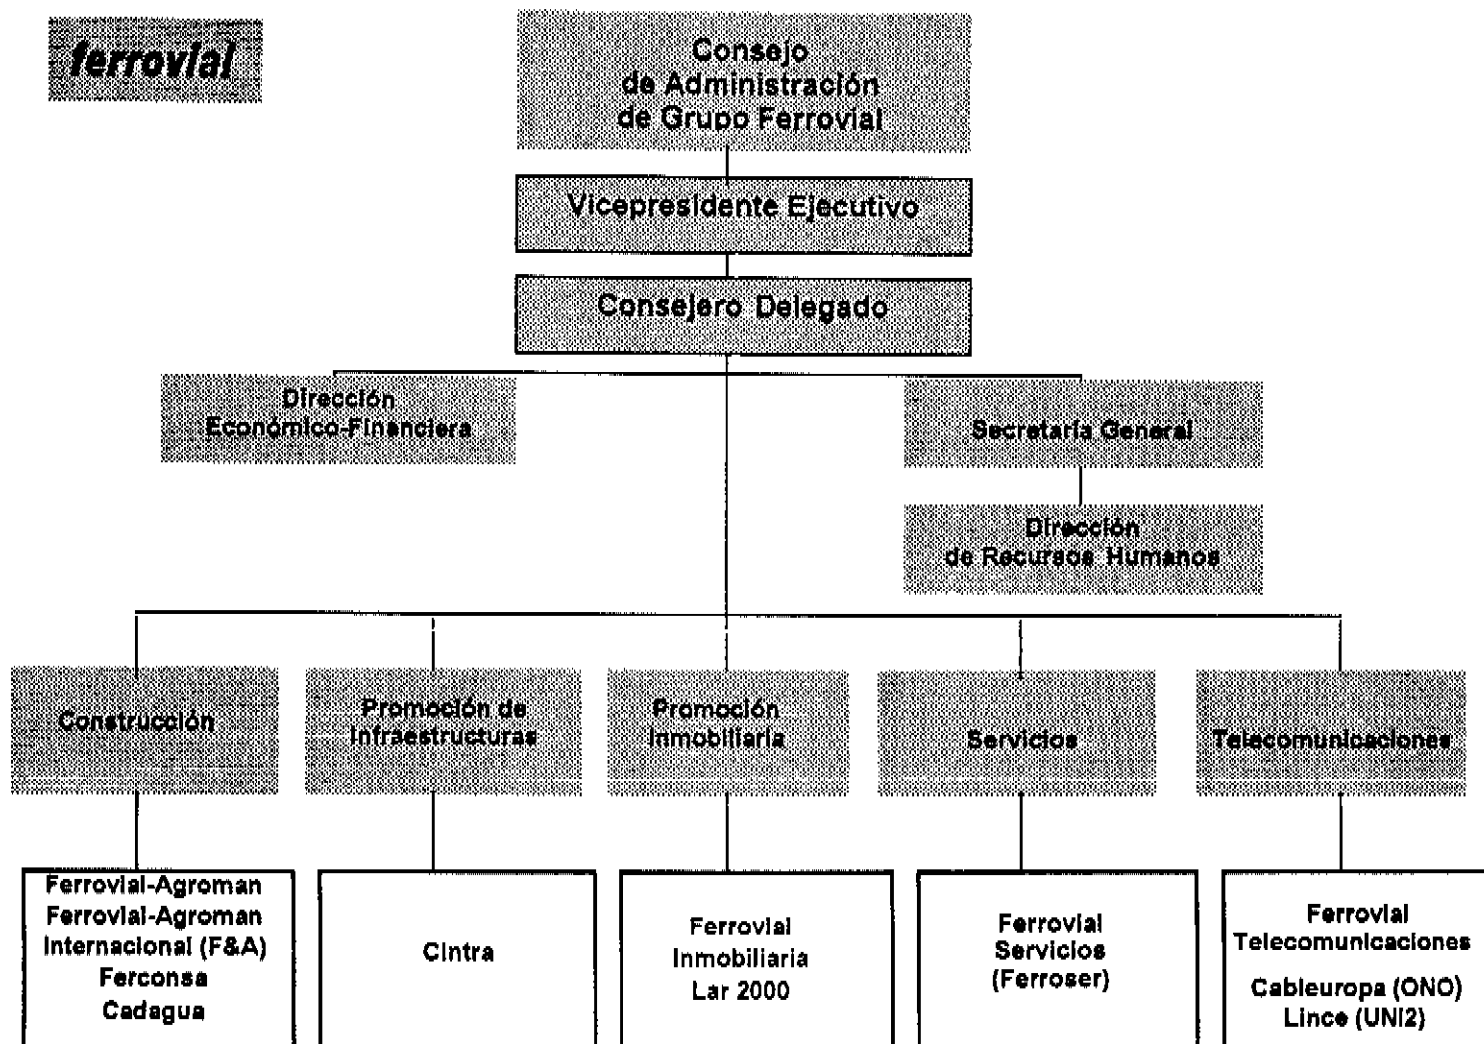 ferrovial
Consejo
de Administración
de Grupo Ferrovial
Vicepresidente Ejecutivo
Consejero Delegado
Dirección
Económico-Financiera
Secretaría General
Dirección
de Recursos Humanos
Construcción
Promoción de
Infraestructuras
Promoción
Inmobiliaria
Servicios
Telecomunicaciones
Ferrovial-Agroman
Ferrovial-Agroman
Internacional (F&A)
Ferconsa
Cadagua
Cintra
Ferrovial
Inmobiliaria
Lar 2000
Ferrovial
Servicios
(Ferroser)
Ferrovial
Telecomunicaciones
Cableuropa (ONO)
Lince (UNI2)